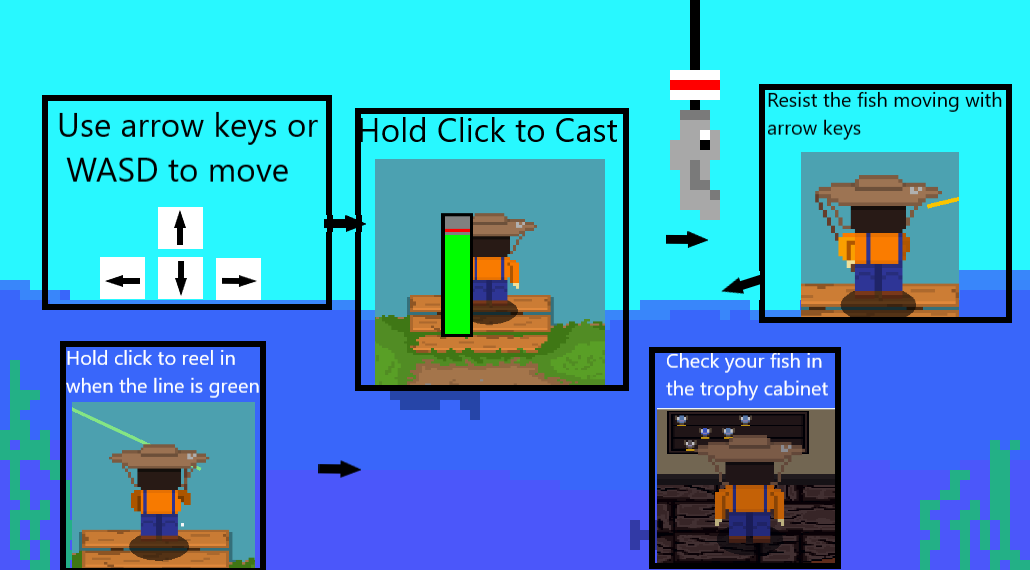 Use arrow keys or
WASD to move
Hold Click to Cast
Resist the fish moving with
arrow keys
Hold click to reel in
when the line is green
Check your fish in
the trophy cabinet